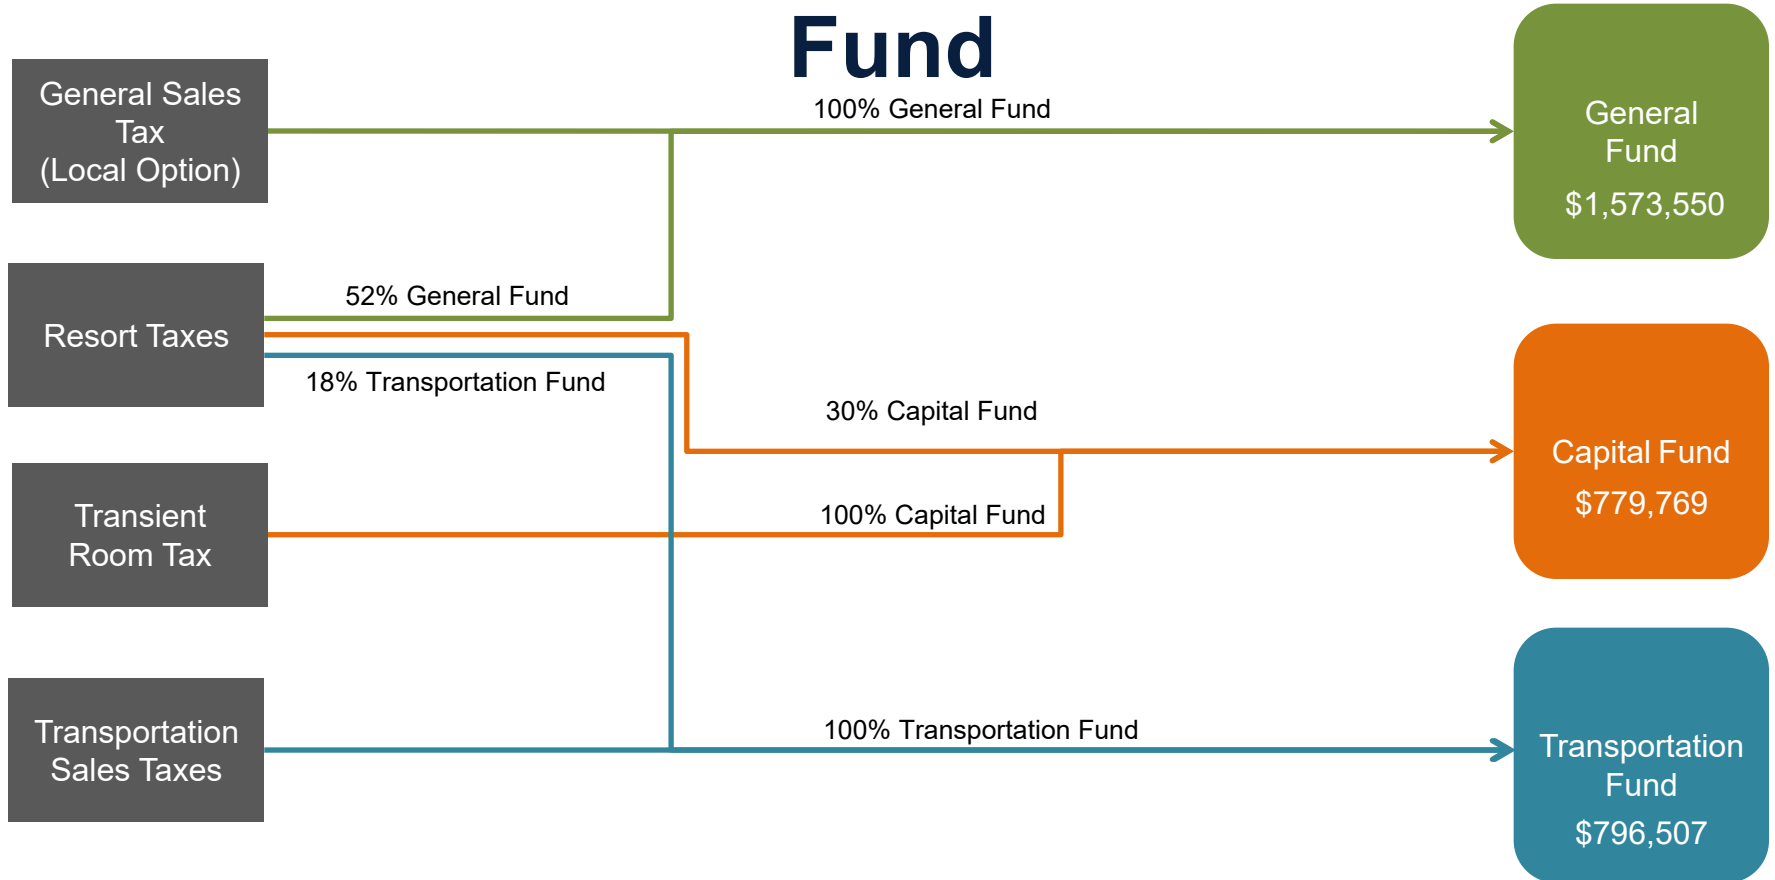 Fund
General Sales
Tax
(Local Option)
100% General Fund
General
Fund
$1,573,550
Resort Taxes
52% General Fund
18% Transportation Fund
30% Capital Fund
Capital Fund
$779,769
Transient
Room Tax
100% Capital Fund
Transportation
Sales Taxes
100% Transportation Fund
Transportation
Fund
$796,507